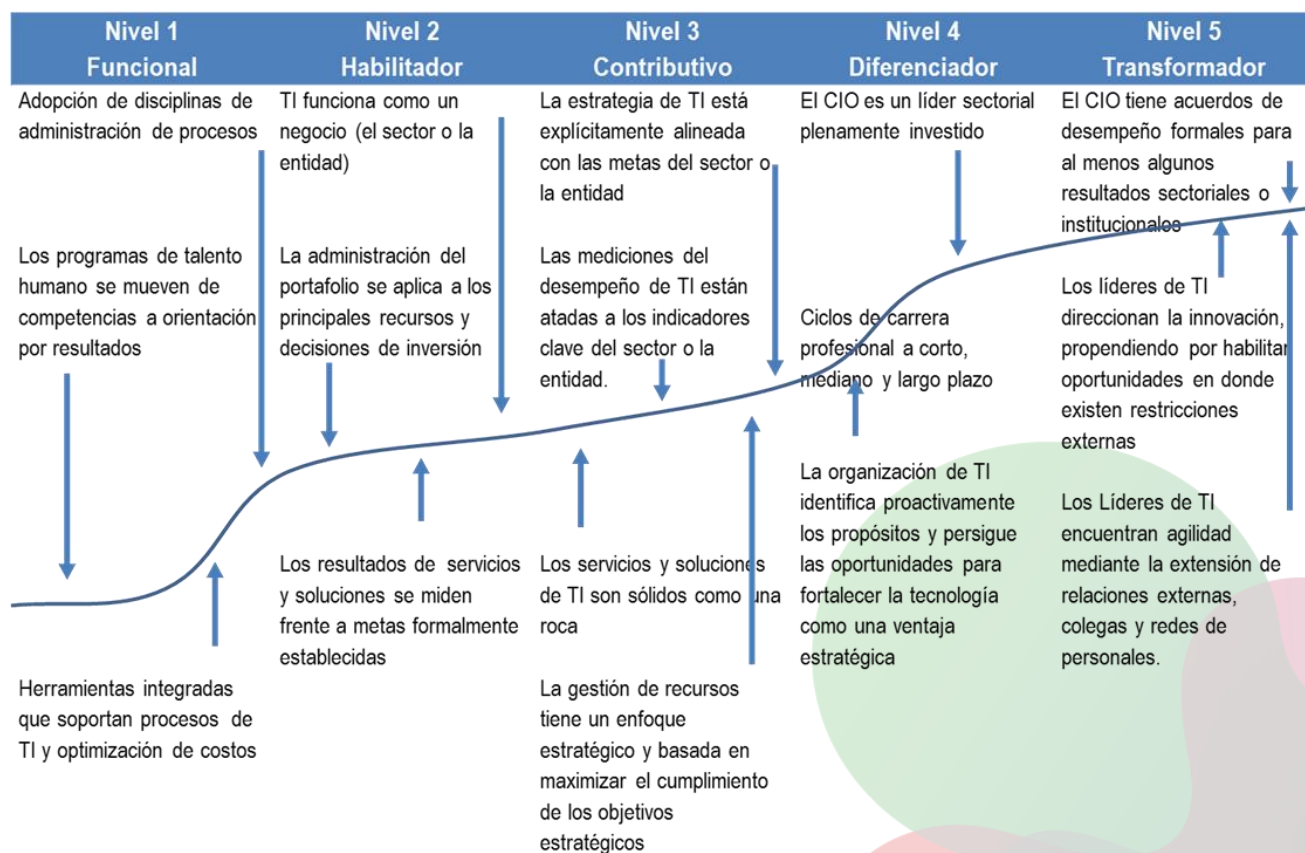 Nivel 1
Funcional
Nivel 2
Habilitador
Nivel 3
Contributivo
Nivel 4
Diferenciador
Nivel 5
Transformador
Adopción de disciplinas de
administración de procesos
Los programas de talento
humano se mueven de
competencias a orientación
por resultados
Herramientas integradas
que soportan procesos de
TI y optimización de costos
TI funciona como un
negocio (el sector o la
entidad)
La administración del
portafolio se aplica a los
principales recursos y
decisiones de inversión
Los resultados de servicios
y soluciones se miden
frente a metas formalmente
establecidas
La estrategia de TI está
explícitamente alineada
con las metas del sector o
la entidad
Las mediciones del
desempeño de TI están
atadas a los indicadores
clave del sector o la
entidad.
Los servicios y soluciones
de TI son sólidos como una
roca
La gestión de recursos
tiene un enfoque
estratégico y basada en
maximizar el cumplimiento
de los objetivos
estratégicos
El CIO es un líder sectorial
plenamente investido
Ciclos de carrera
profesional a corto,
mediano y largo plazo
La organización de TI
identifica proactivamente
los propósitos y persigue
las oportunidades para
fortalecer la tecnología
como una ventaja
estratégica
El CIO tiene acuerdos de
desempeño formales para
al menos algunos
resultados sectoriales o
institucionales
Los líderes de TI
direccionan la innovación,
propendiendo por habilitar
oportunidades en donde
existen restricciones
externas
Los Líderes de TI
encuentran agilidad
mediante la extensión de
relaciones externas,
colegas y redes de
personales.